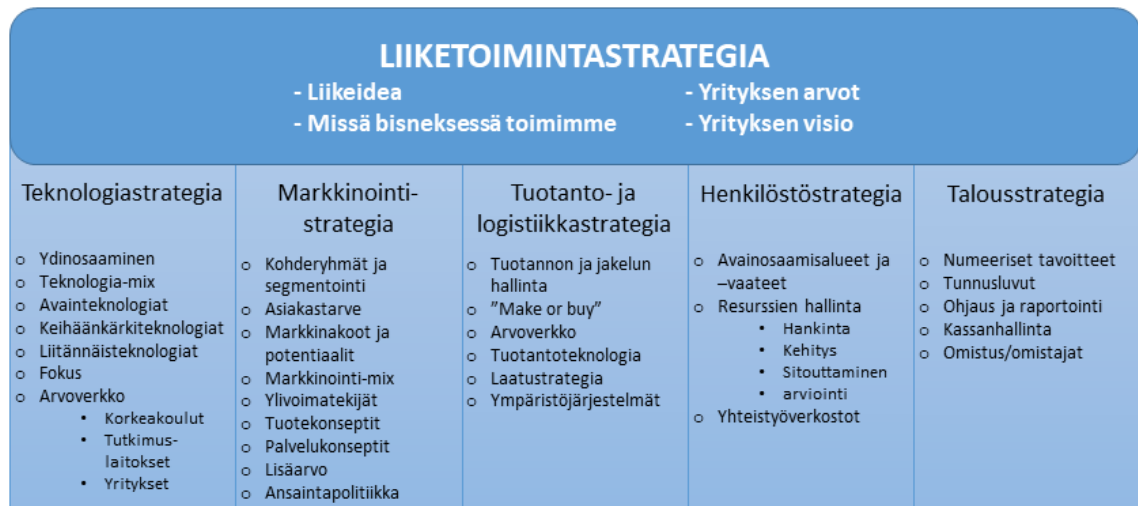 LIIKETOIMINTASTRATEGIA
- Liikeidea
- Yrityksen arvot
- Missä bisneksessä toimimme
- Yrityksen visio
Teknologiastrategia
o Ydinosaaminen
o Teknologia-mix
o Avainteknologiat
o Keihäänkärkiteknologiat
o Liitännäisteknologiat
o Fokus
o Arvoverkko
• Korkeakoulut
• Tutkimus-
laitokset
• Yritykset
Markkinointi-
strategia
o Kohderyhmät ja
segmentointi
o Asiakastarve
o Markkinakoot ja
potentiaalit
o Markkinointi-mix
o Ylivoimatekijät
o Tuotekonseptit
o Palvelukonseptit
o Lisäarvo
o Ansaintapolitiikka
Tuotanto- ja
logistiikkastrategia
o Tuotannon ja jakelun
hallinta
o ”Make or buy”
o Arvoverkko
o Tuotantoteknologia
o Laatustrategia
o Ympäristöjärjestelmät
Henkilöstöstrategia
o Avainosaamisalueet ja
–vaateet
o Resurssien hallinta
• Hankinta
• Kehitys
• Sitouttaminen
• arviointi
o Yhteistyöverkostot
Talousstrategia
o Numeeriset tavoitteet
o Tunnusluvut
o Ohjaus ja raportointi
o Kassanhallinta
o Omistus/omistajat